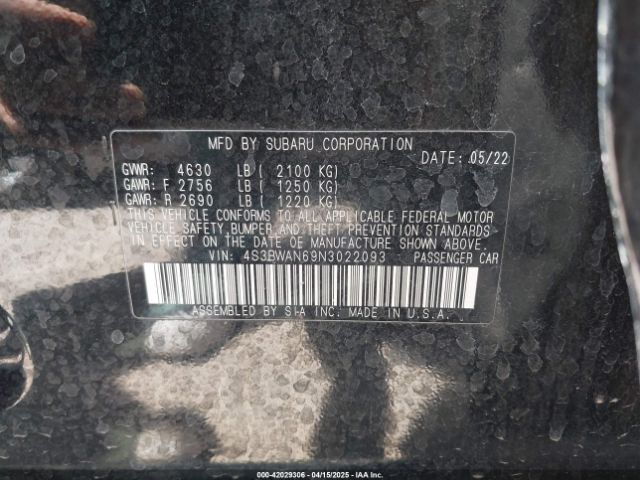 MFD BY SUBARU CORPORATION
DATE: 05/22
GVWR: 4630 LB ( 2100 KG)
GAWR: F 2756 LB ( 1250 KG)
GAWR: R 2690 LB ( 1220 KG)
THIS VEHICLE CONFORMS TO ALL APPLICABLE FEDERAL MOTOR
VEHICLE SAFETY, BUMPER, AND THEFT PREVENTION STANDARDS
IN EFFECT ON THE DATE OF MANUFACTURE SHOWN ABOVE.
VIN: 4S3BWAN69N3022093 PASSENGER CAR
ASSEMBLED BY SIA INC. MADE IN U.S.A.
000-42029306 - 04/15/2025 - IAAI Inc.